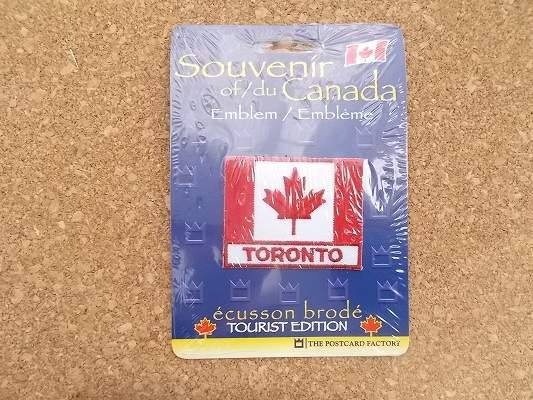 Souvenir
of/du Canada
Emblem / Emblème
TORONTO
écusson brodé
TOURIST EDITION
THE POSTCARD FACTORY